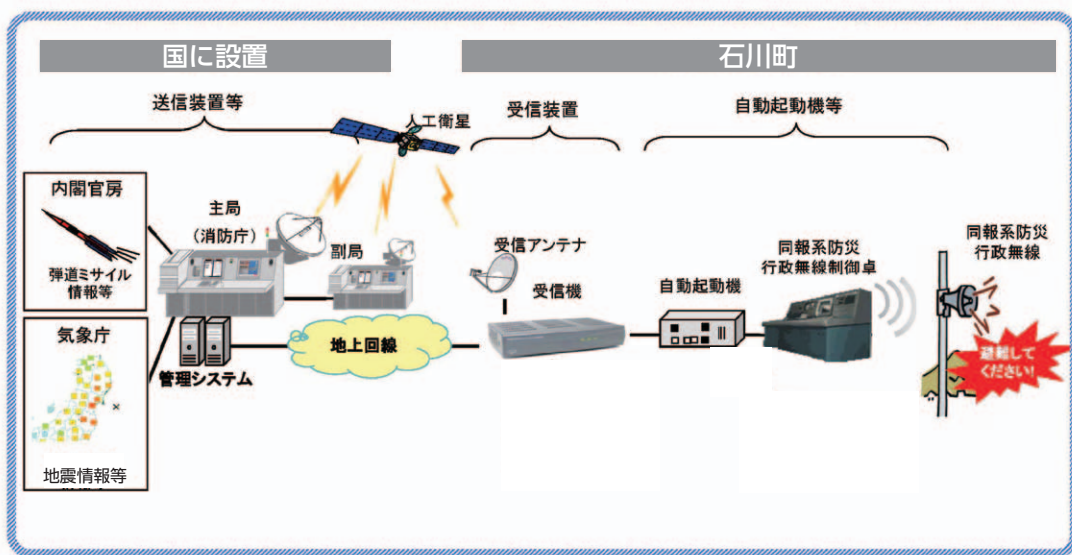 国に設置
石川町
送信装置等
人工衛星
受信装置
自動起動機等
内閣官房
弾道ミサイル
情報等
主局
(消防庁)
副局
受信アンテナ
受信機
自動起動機
同報系防災
行政無線制御卓
同報系防災
行政無線
避難して
ください!
気象庁
地震情報等
管理システム
地上回線